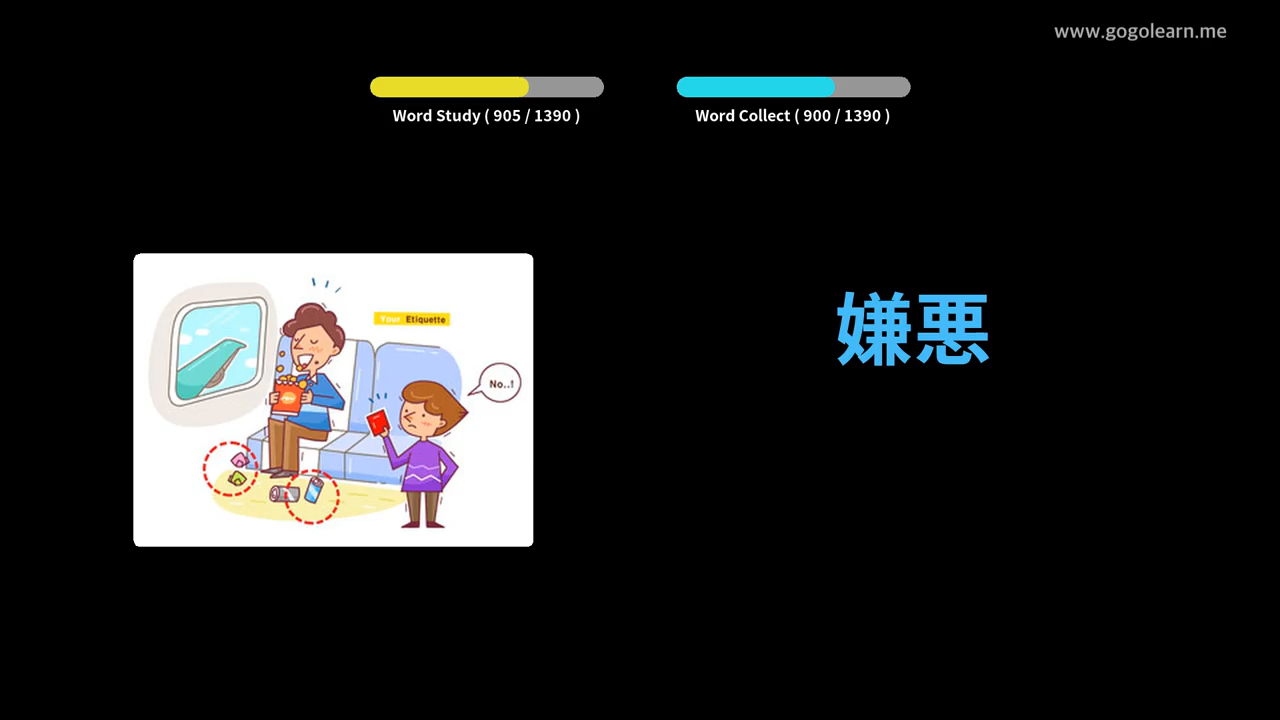 www.gogolearn.me
Word Study ( 905 / 1390 )
Word Collect ( 900 / 1390 )
Your Etiquette
No..!
嫌悪